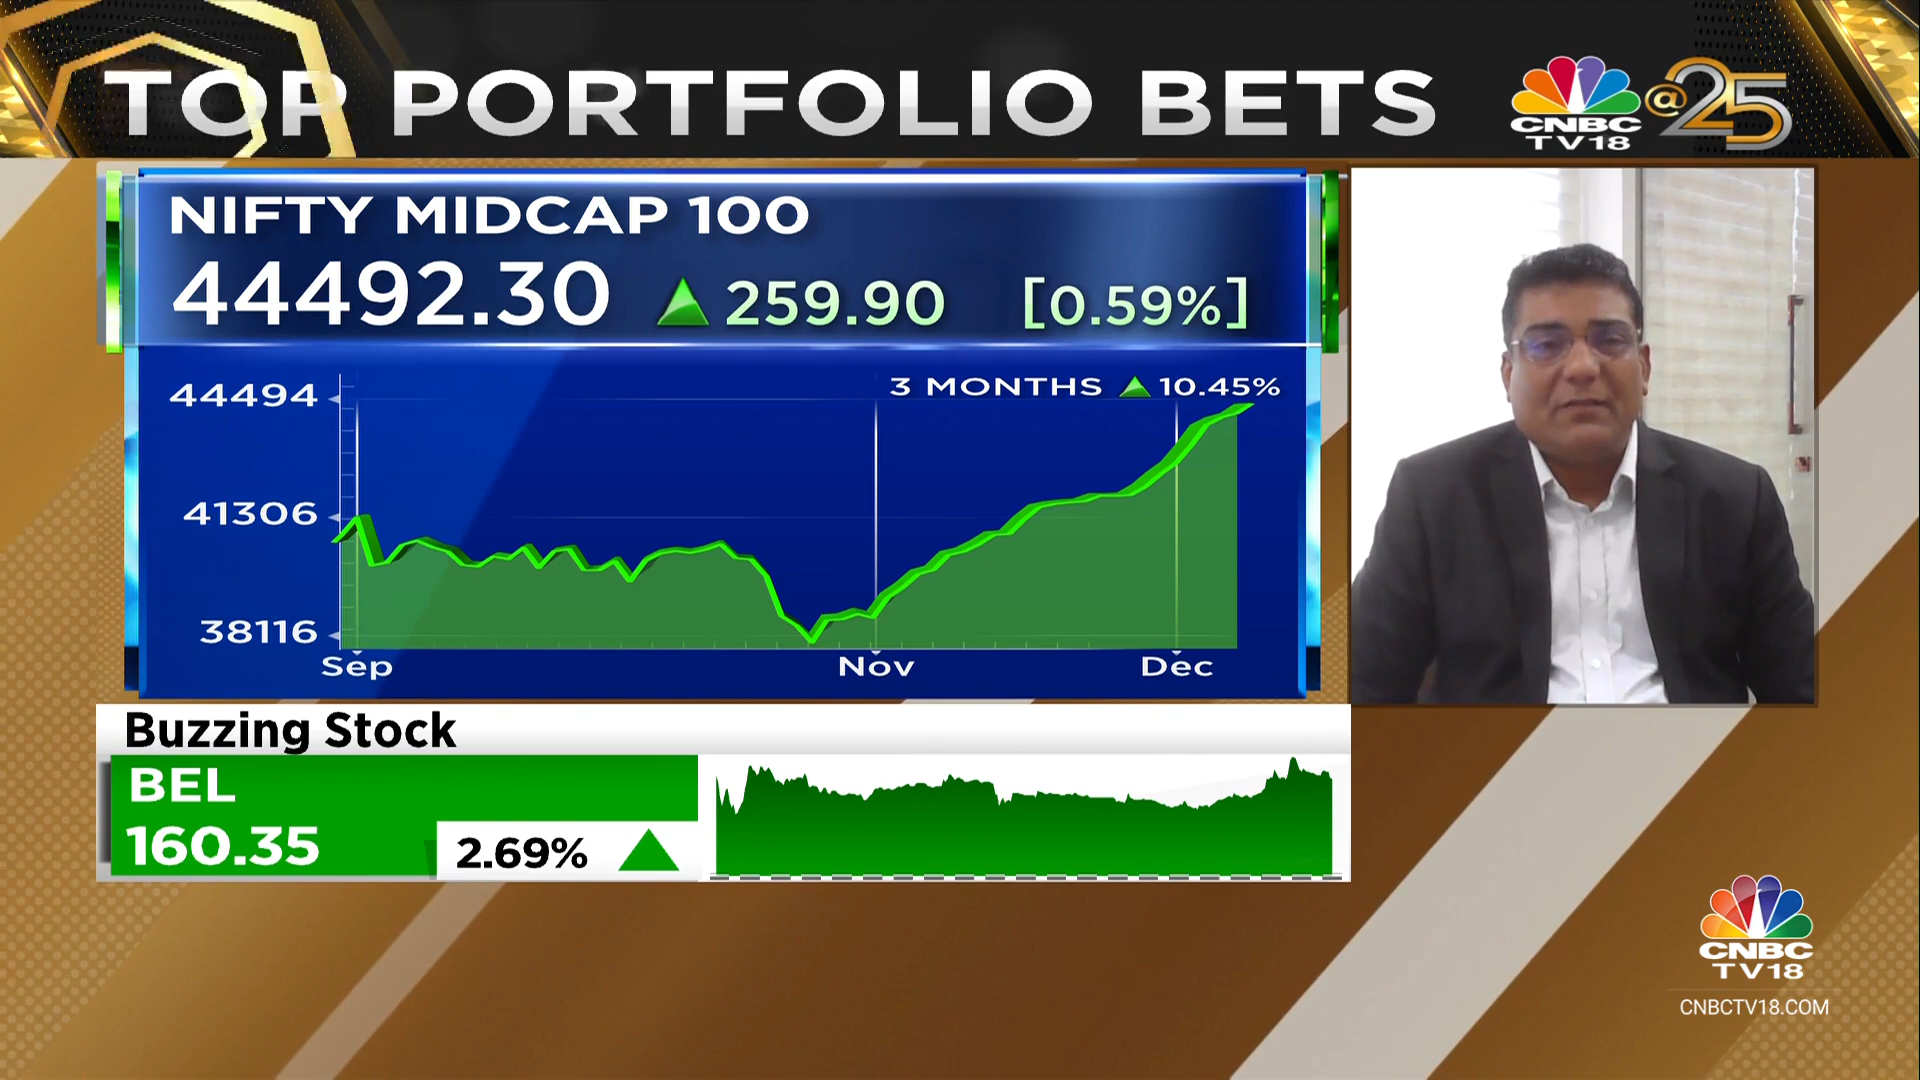 TOP PORTFOLIO BETS
CNBC TV18 @25
NIFTY MIDCAP 100
44492.30 ▲ 259.90 [0.59%]
3 MONTHS ▲ 10.45%
44494
41306
38116
Sep Nov Dec
Buzzing Stock
BEL
160.35 2.69% ▲
CNBC
TV18
CNBCTV18.COM